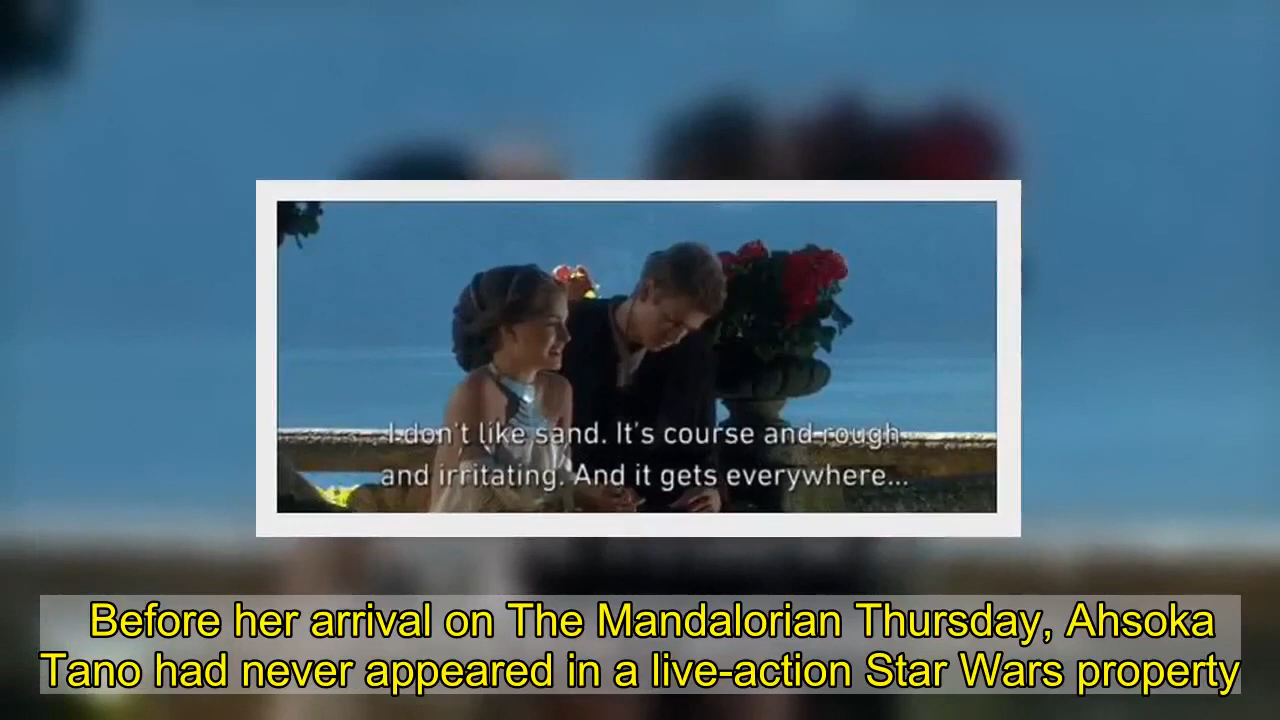 I don't like sand. It's course and rough
and irritating. And it gets everywhere...
Before her arrival on The Mandalorian Thursday, Ahsoka
Tano had never appeared in a live-action Star Wars property